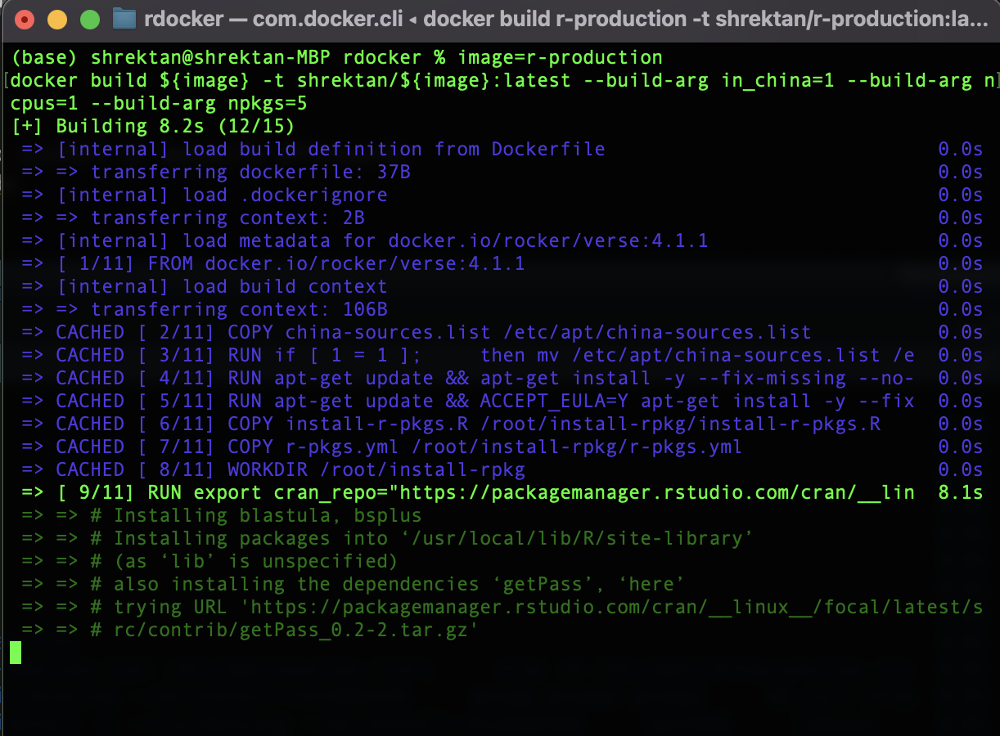 rdocker — com.docker.cli ◂ docker build r-production -t shrektan/r-production:la...
(base) shrektan@shrektan-MBP rdocker % image=r-production
[docker build ${image} -t shrektan/${image}:latest --build-arg in_china=1 --build-arg n]
cpus=1 --build-arg npkgs=5
[+] Building 8.2s (12/15)
=> [internal] load build definition from Dockerfile 0.0s
=> => transferring dockerfile: 37B 0.0s
=> [internal] load .dockerignore 0.0s
=> => transferring context: 2B 0.0s
=> [internal] load metadata for docker.io/rocker/verse:4.1.1 0.0s
=> [ 1/11] FROM docker.io/rocker/verse:4.1.1 0.0s
=> [internal] load build context 0.0s
=> => transferring context: 106B 0.0s
=> CACHED [ 2/11] COPY china-sources.list /etc/apt/china-sources.list 0.0s
=> CACHED [ 3/11] RUN if [ 1 = 1 ];     then mv /etc/apt/china-sources.list /e 0.0s
=> CACHED [ 4/11] RUN apt-get update && apt-get install -y --fix-missing --no- 0.0s
=> CACHED [ 5/11] RUN apt-get update && ACCEPT_EULA=Y apt-get install -y --fix 0.0s
=> CACHED [ 6/11] COPY install-r-pkgs.R /root/install-rpkg/install-r-pkgs.R 0.0s
=> CACHED [ 7/11] COPY r-pkgs.yml /root/install-rpkg/r-pkgs.yml 0.0s
=> CACHED [ 8/11] WORKDIR /root/install-rpkg 0.0s
=> [ 9/11] RUN export cran_repo="https://packagemanager.rstudio.com/cran/__lin 8.1s
=> => # Installing blastula, bsplus
=> => # Installing packages into ‘/usr/local/lib/R/site-library’
=> => # (as ‘lib’ is unspecified)
=> => # also installing the dependencies ‘getPass’, ‘here’
=> => # trying URL 'https://packagemanager.rstudio.com/cran/__linux__/focal/latest/s
=> => # rc/contrib/getPass_0.2-2.tar.gz'